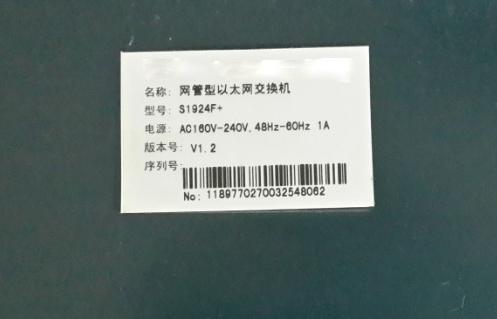 名称: 网管型以太网交换机
型号: S1924F+
电源: AC160V-240V,48Hz-60Hz 1A
版本号: V1.2
序列号:
No: 1189770270032548062